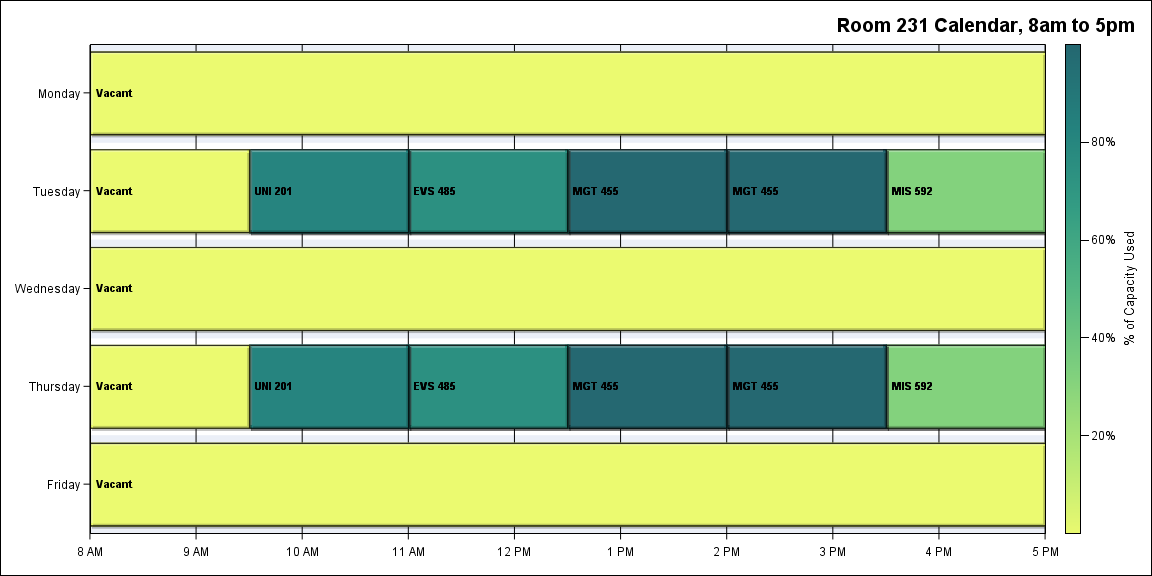 Room 231 Calendar, 8am to 5pm
Monday
Vacant
Tuesday
Vacant
UNI 201
EVS 485
MGT 455
MGT 455
MIS 592
Wednesday
Vacant
Thursday
Vacant
UNI 201
EVS 485
MGT 455
MGT 455
MIS 592
Friday
Vacant
8 AM
9 AM
10 AM
11 AM
12 PM
1 PM
2 PM
3 PM
4 PM
5 PM
80%
60%
40%
20%
% of Capacity Used